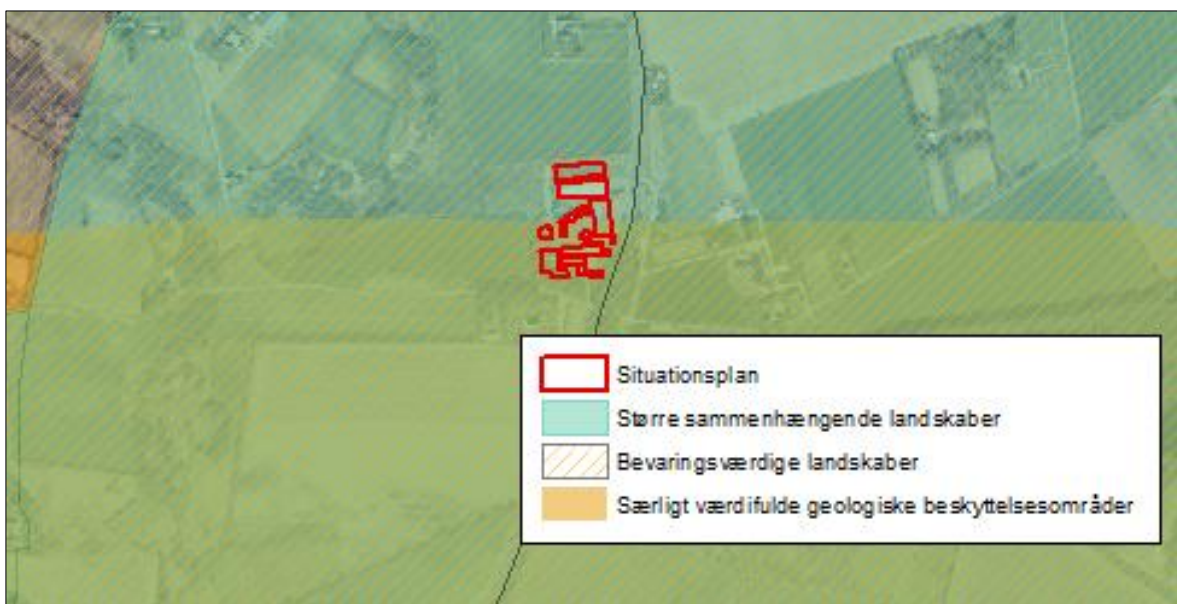 Situationsplan
Større sammenhængende landskaber
Bevaringsværdige landskaber
Særligt værdifulde geologiske beskyttelsesområder